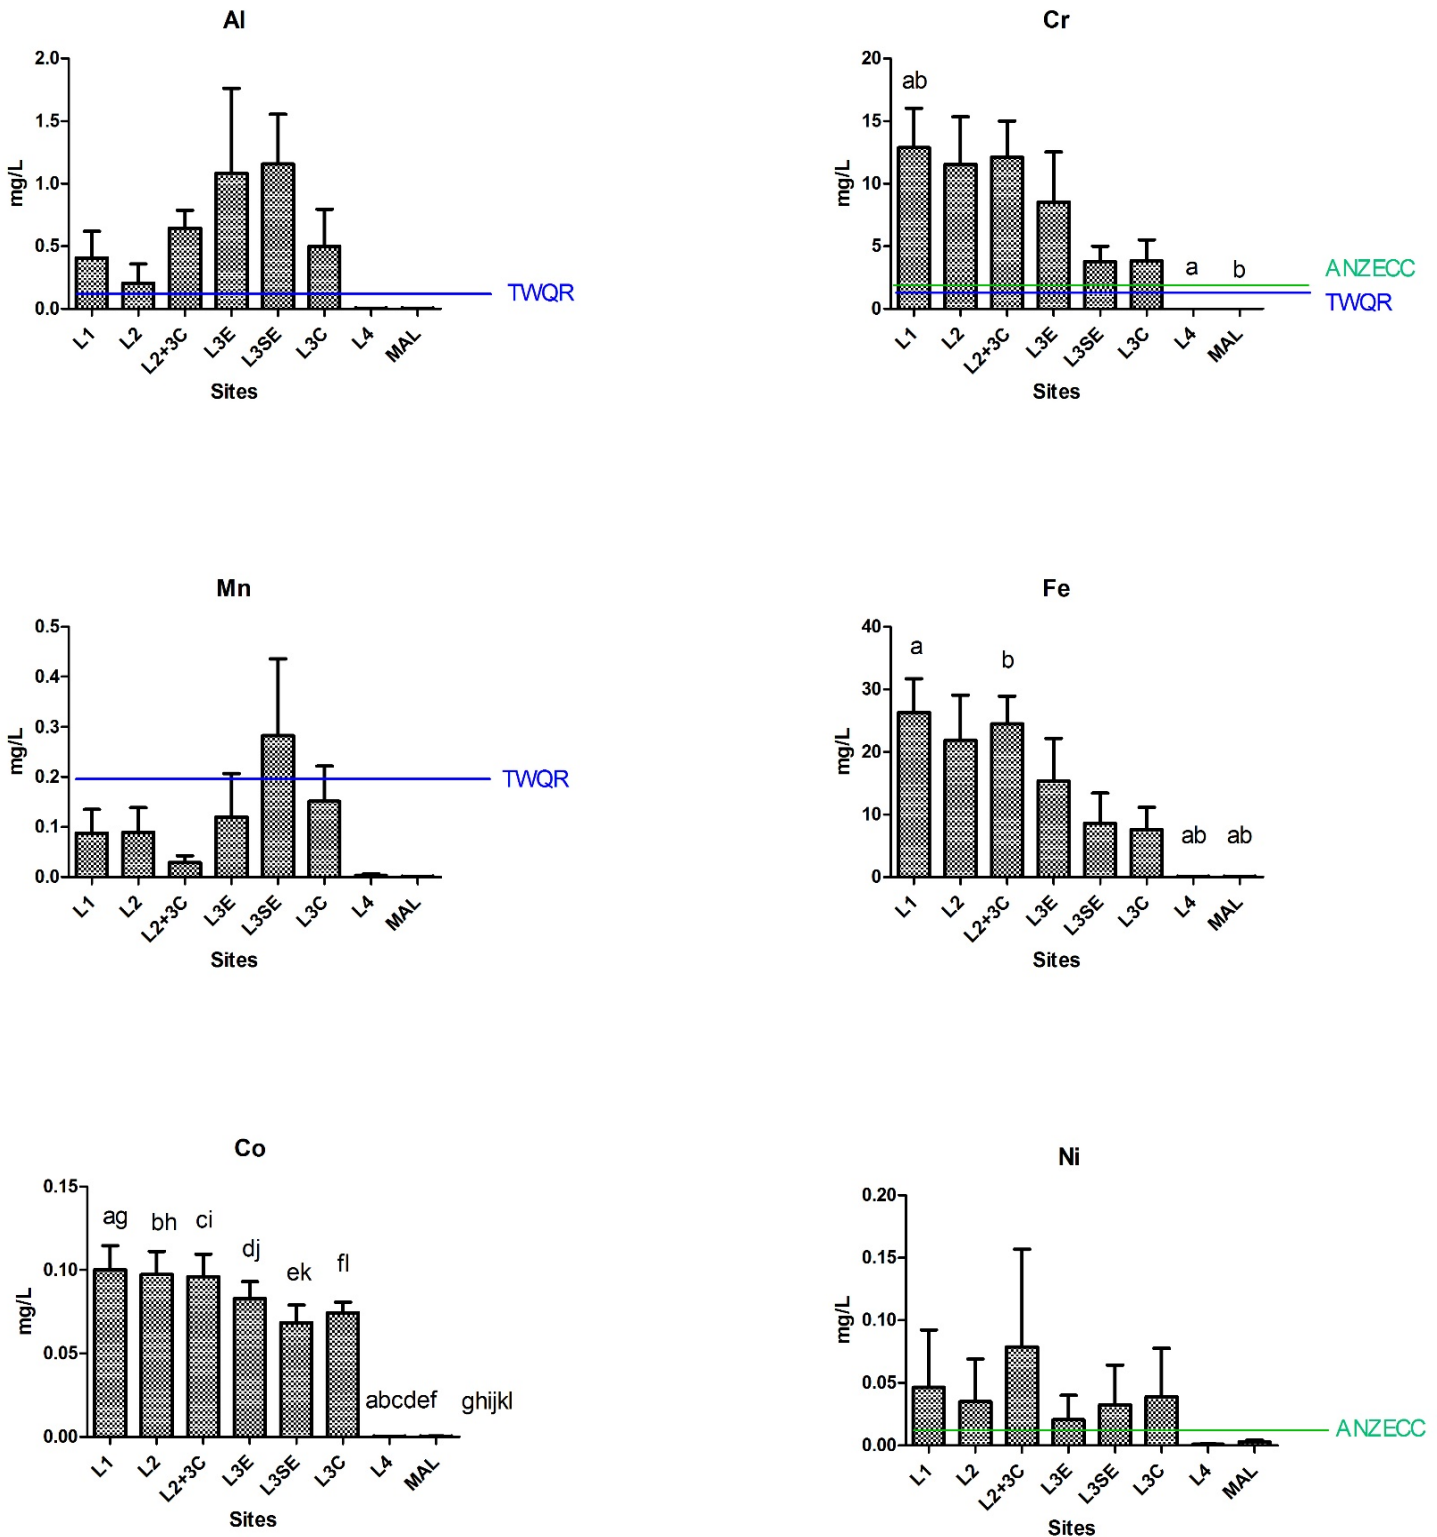 Al
2.0
1.5
1.0
0.5
0.0
mg/L
TWQR
L1 L2 L2+3C L3E L3SE L3C L4 MAL
Sites
Cr
20
15
10
5
0
mg/L
ab
a
b
ANZECC
TWQR
L1 L2 L2+3C L3E L3SE L3C L4 MAL
Sites
Mn
0.5
0.4
0.3
0.2
0.1
0.0
mg/L
TWQR
L1 L2 L2+3C L3E L3SE L3C L4 MAL
Sites
Fe
40
30
20
10
0
mg/L
a
b
ab
ab
L1 L2 L2+3C L3E L3SE L3C L4 MAL
Sites
Co
0.15
0.10
0.05
0.00
mg/L
ag
bh
ci
dj
ek
fl
abcdef
ghijkl
L1 L2 L2+3C L3E L3SE L3C L4 MAL
Sites
Ni
0.20
0.15
0.10
0.05
0.00
mg/L
ANZECC
L1 L2 L2+3C L3E L3SE L3C L4 MAL
Sites